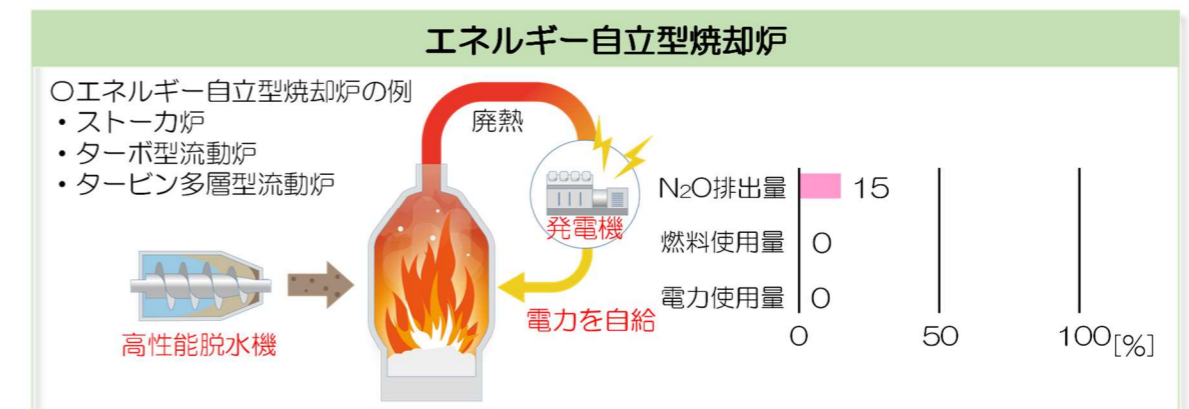 エネルギー自立型焼却炉
〇エネルギー自立型焼却炉の例
・ストーカ炉
・ターボ型流動炉
・タービン多層型流動炉
廃熱
発電機
電力を自給
高性能脱水機
N₂O排出量 15
燃料使用量 0
電力使用量 0
0 50 100[%]